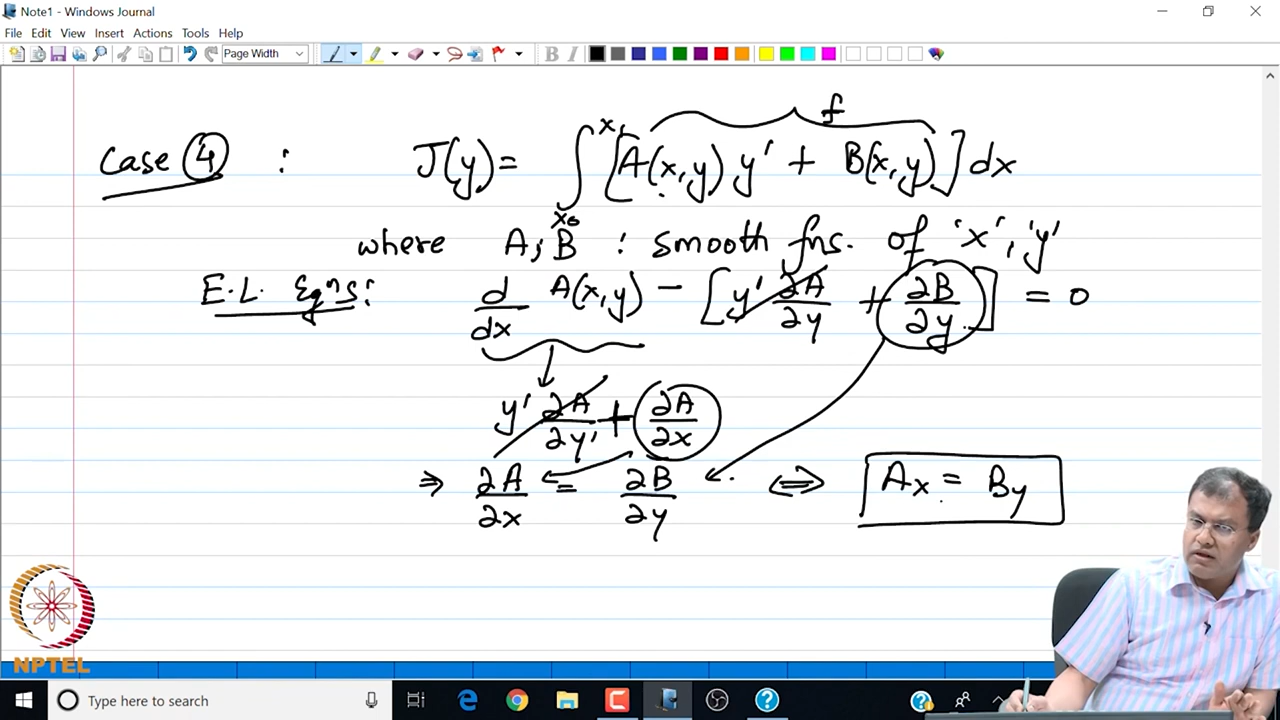 Note1 - Windows Journal
File Edit View Insert Actions Tools Help
Page Width
B I
Case 4 : J(y) = ∫_{x₀}^{x₁} [A(x,y) y' + B(x,y)] dx
f
where A, B : smooth fns. of 'x', 'y'
E.L. Eqns: d/dx A(x,y) - [y' ∂A/∂y + ∂B/∂y] = 0
y' ∂A/∂y' + ∂A/∂x
⇒ ∂A/∂x = ∂B/∂y ⇔ Ax = By
NPTEL
Type here to search